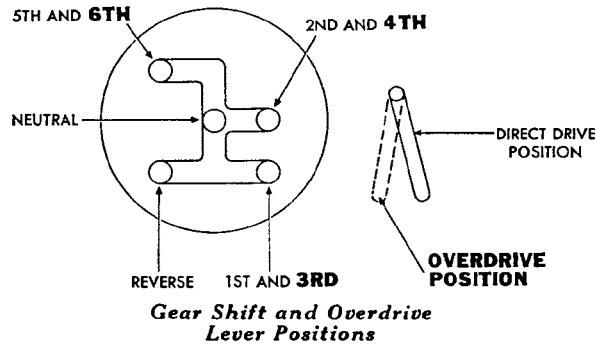 5TH AND 6TH
2ND AND 4TH
NEUTRAL
DIRECT DRIVE
POSITION
OVERDRIVE
POSITION
REVERSE
1ST AND 3RD
Gear Shift and Overdrive
Lever Positions